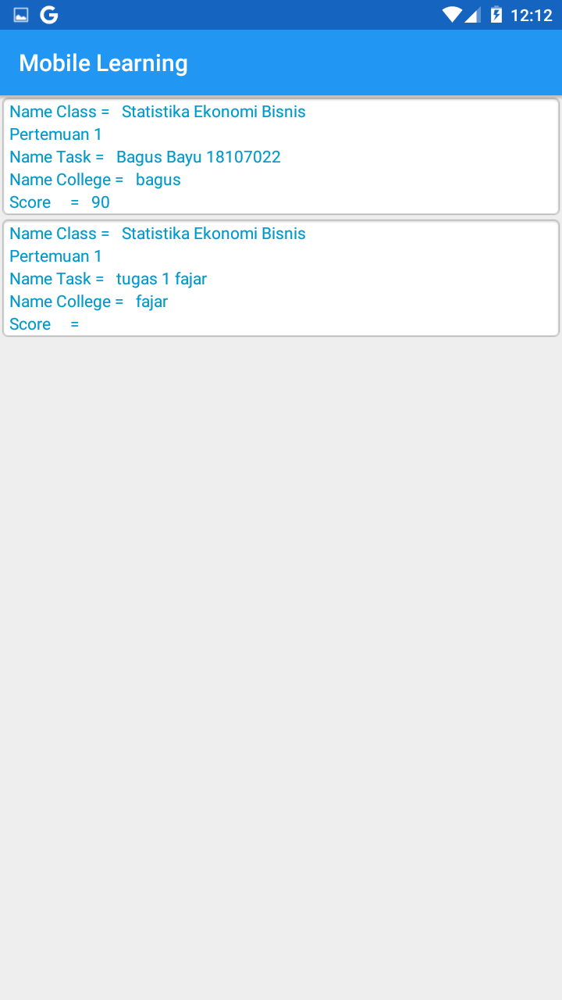 12:12
Mobile Learning
Name Class = Statistika Ekonomi Bisnis
Pertemuan 1
Name Task = Bagus Bayu 18107022
Name College = bagus
Score = 90
Name Class = Statistika Ekonomi Bisnis
Pertemuan 1
Name Task = tugas 1 fajar
Name College = fajar
Score =